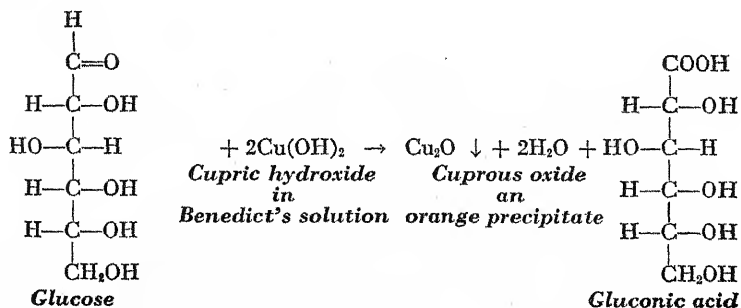 H
C=O
COOH
H—C—OH
H—C—OH
HO—C—H
+ 2Cu(OH)₂ → Cu₂O ↓ + 2H₂O +
HO—C—H
Cupric hydroxide
Cuprous oxide
H—C—OH
in
an
H—C—OH
Benedict's solution
orange precipitate
H—C—OH
H—C—OH
CH₂OH
CH₂OH
Glucose
Gluconic acid